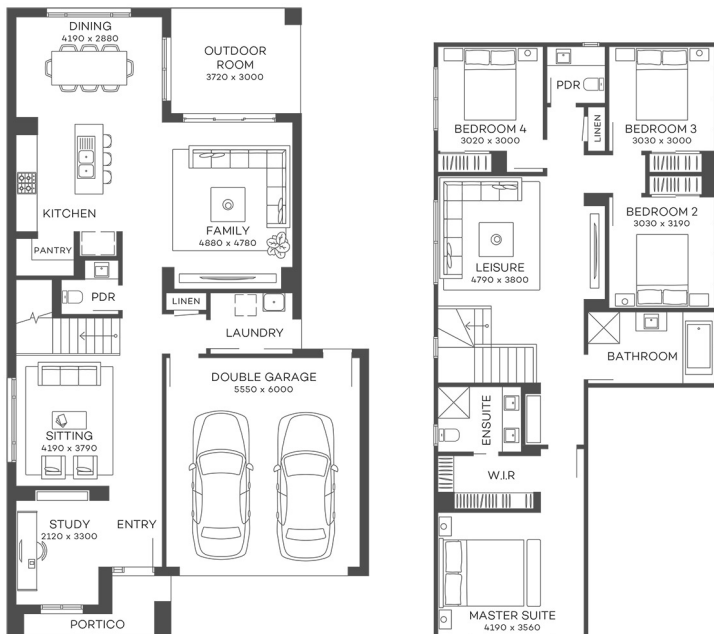 DINING
4190 x 2880
OUTDOOR
ROOM
3720 x 3000
KITCHEN
FAMILY
4880 x 4780
PANTRY
PDR
LINEN
LAUNDRY
DOUBLE GARAGE
5550 x 6000
SITTING
4190 x 3790
STUDY
2120 x 3300
ENTRY
PORTICO
BEDROOM 4
3020 x 3000
PDR
LINEN
BEDROOM 3
3030 x 3000
BEDROOM 2
3030 x 3190
LEISURE
4790 x 3800
BATHROOM
ENSUITE
W.I.R
MASTER SUITE
4190 x 3560